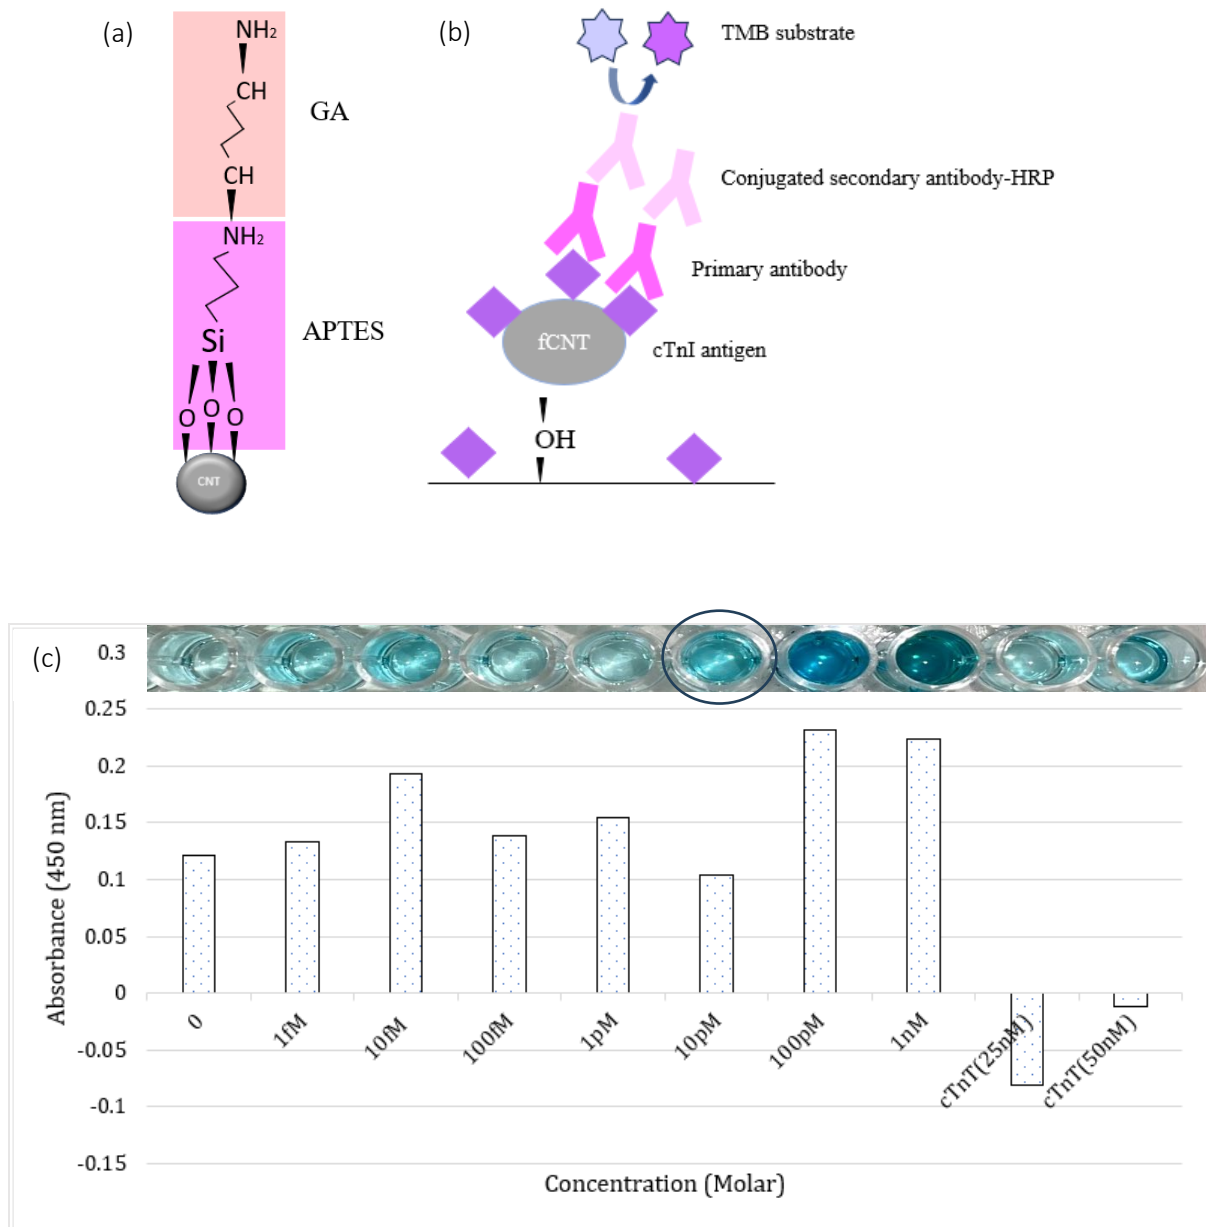 (a)
NH2
CH
GA
CH
NH2
APTES
Si
O O O
CNT
(b)
TMB substrate
Conjugated secondary antibody-HRP
Primary antibody
fCNT
cTnI antigen
OH
(c)
0.3
0.25
0.2
0.15
0.1
0.05
0
-0.05
-0.1
-0.15
Absorbance (450 nm)
0
1fM
10fM
100fM
1pM
10pM
100pM
1nM
cTnT(25nM)
cTnT(50nM)
Concentration (Molar)